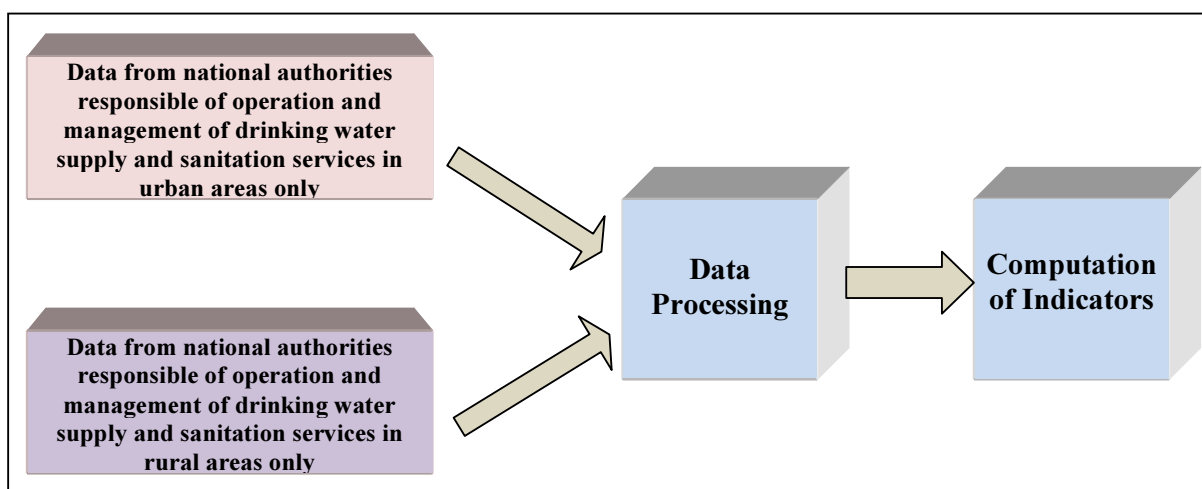 Data from national authorities
responsible of operation and
management of drinking water
supply and sanitation services in
urban areas only
Data from national authorities
responsible of operation and
management of drinking water
supply and sanitation services in
rural areas only
Data
Processing
Computation
of Indicators